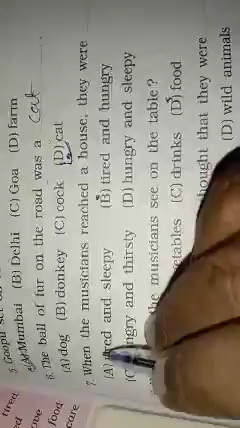 5. Goopu set
Mumbai (B) Delhi (C) Goa (D) farm
6. The ball of fur on the road was a cat
(A) dog (B) donkey (C) cock (D) cat
7. When the musicians reached a house, they were
(A) tired and sleepy (B) tired and hungry
(C) hungry and thirsty (D) hungry and sleepy
the musicians see on the table?
(C) drinks (D) food
thought that they were
(D) wild animals
tired
food
care